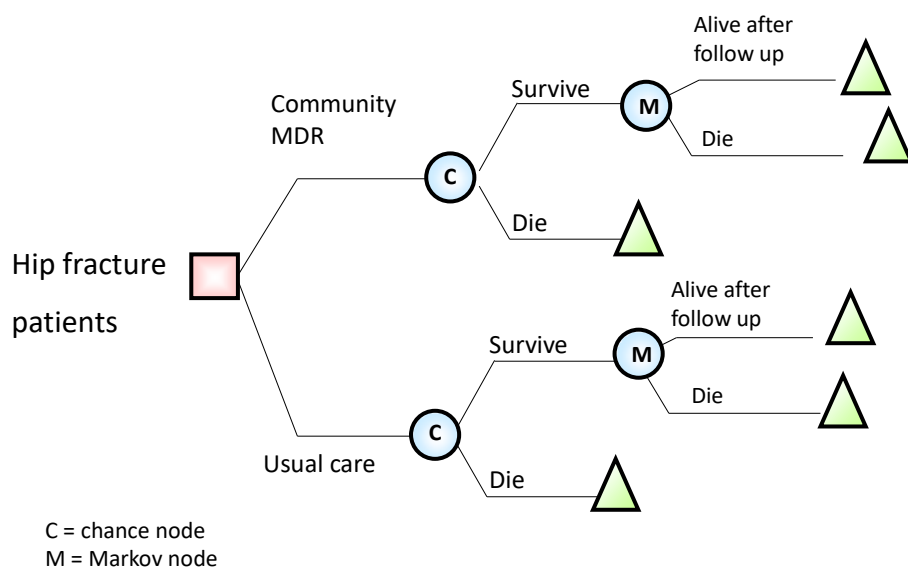 Alive after
follow up
Survive
M
Community
MDR
Die
C
Die
Hip fracture
patients
Alive after
follow up
Survive
M
Die
C
Usual care
Die
C = chance node
M = Markov node